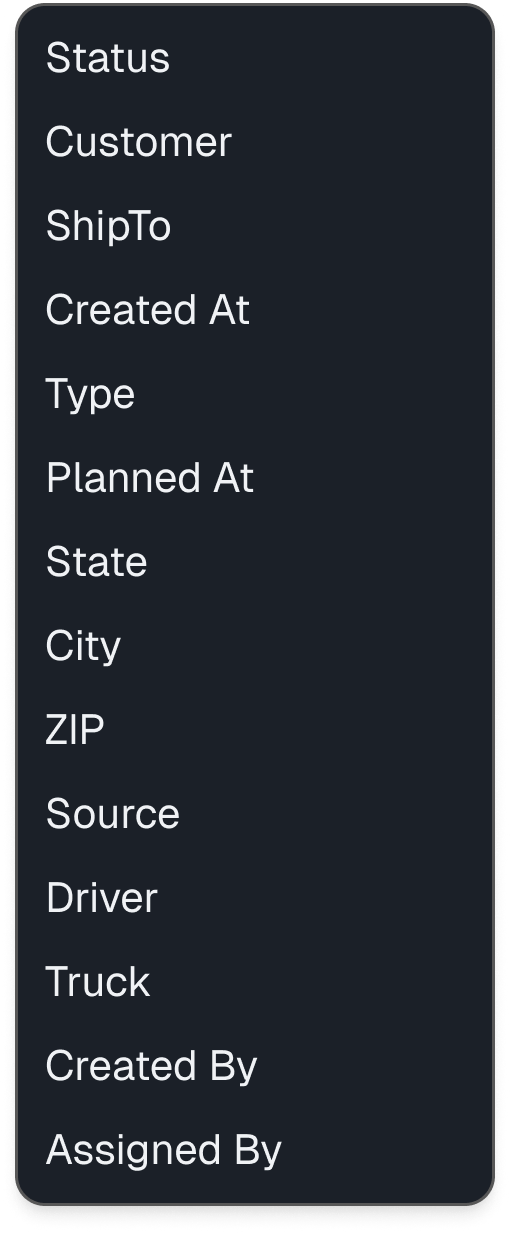 Status
Customer
ShipTo
Created At
Type
Planned At
State
City
ZIP
Source
Driver
Truck
Created By
Assigned By